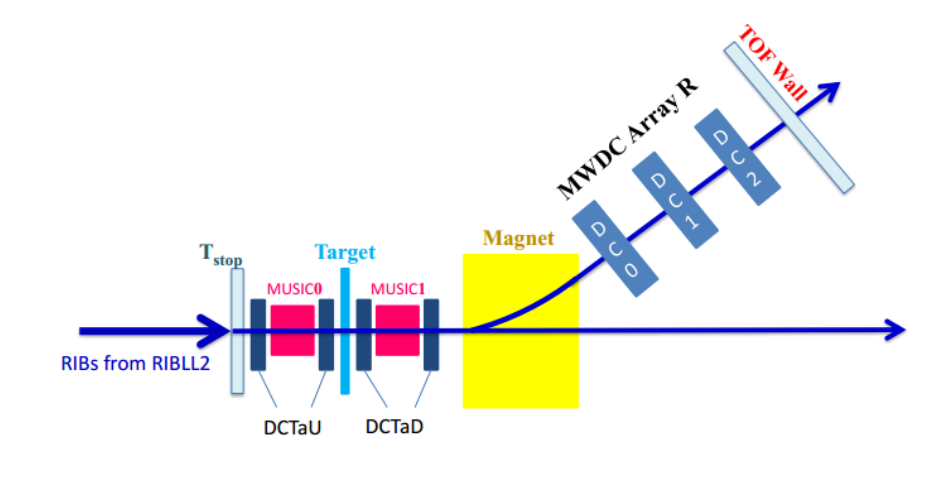 TOF Wall
MWDC Array R
DC2
DC1
DC0
Magnet
Tstop
Target
MUSIC0
MUSIC1
RIBs from RIBLL2
DCTaU
DCTaD